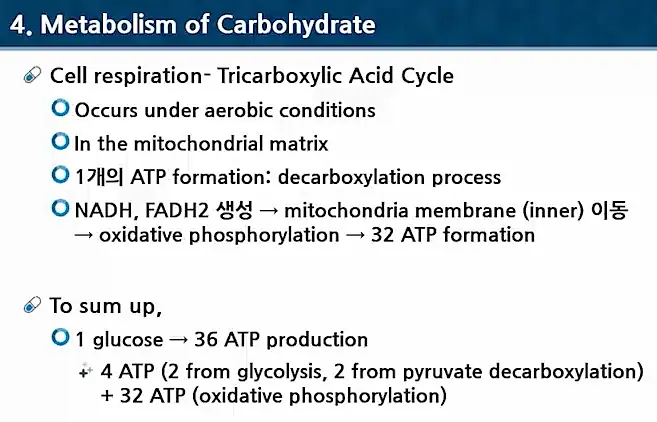 4. Metabolism of Carbohydrate
Cell respiration- Tricarboxylic Acid Cycle
Occurs under aerobic conditions
In the mitochondrial matrix
1개의 ATP formation: decarboxylation process
NADH, FADH2 생성 → mitochondria membrane (inner) 이동
→ oxidative phosphorylation → 32 ATP formation
To sum up,
1 glucose → 36 ATP production
4 ATP (2 from glycolysis, 2 from pyruvate decarboxylation)
+ 32 ATP (oxidative phosphorylation)